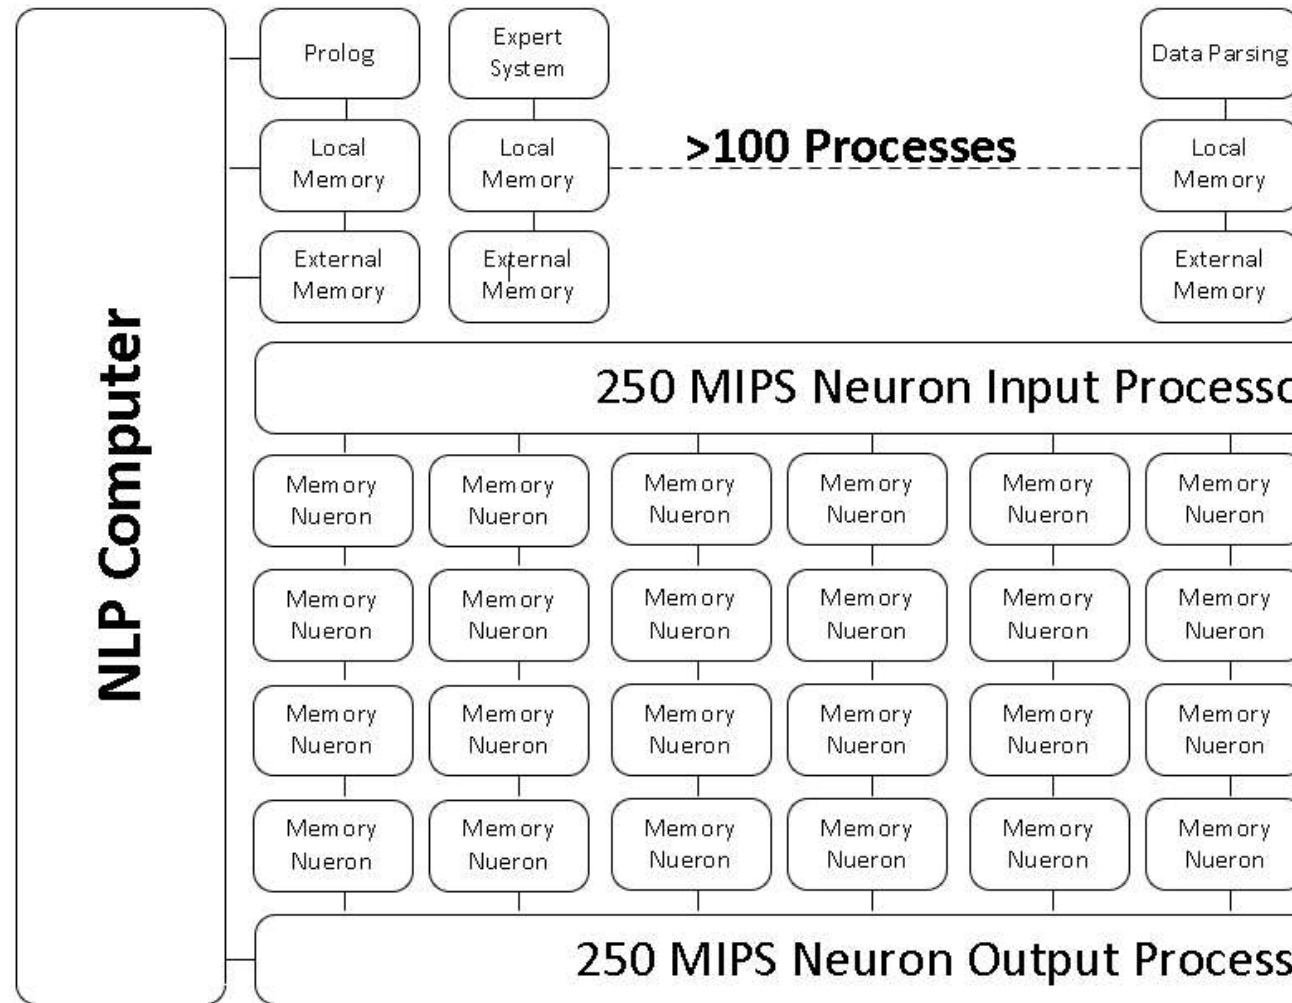 NLP Computer
Prolog
Expert
System
Data Parsing
Local
Memory
Local
Memory
>100 Processes
Local
Memory
External
Memory
External
Memory
External
Memory
250 MIPS Neuron Input Processo
Memory
Nueron
Memory
Nueron
Memory
Nueron
Memory
Nueron
Memory
Nueron
Memory
Nueron
Memory
Nueron
Memory
Nueron
Memory
Nueron
Memory
Nueron
Memory
Nueron
Memory
Nueron
Memory
Nueron
Memory
Nueron
Memory
Nueron
Memory
Nueron
Memory
Nueron
Memory
Nueron
Memory
Nueron
Memory
Nueron
Memory
Nueron
Memory
Nueron
Memory
Nueron
Memory
Nueron
250 MIPS Neuron Output Process